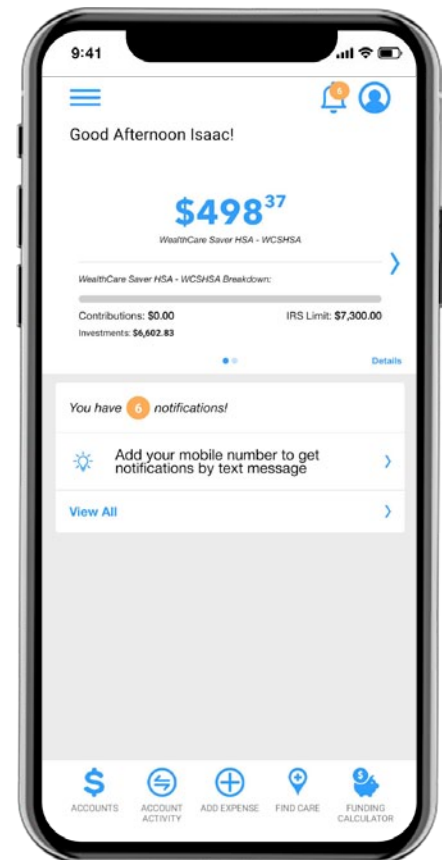 9:41
6
Good Afternoon Isaac!
$498 37
WealthCare Saver HSA - WCSHSA
WealthCare Saver HSA - WCSHSA Breakdown:
Contributions: $0.00 IRS Limit: $7,300.00
Investments: $6,602.83
Details
You have 6 notifications!
Add your mobile number to get
notifications by text message
View All
$
ACCOUNTS ACCOUNT ADD EXPENSE FIND CARE FUNDING
ACTIVITY CALCULATOR